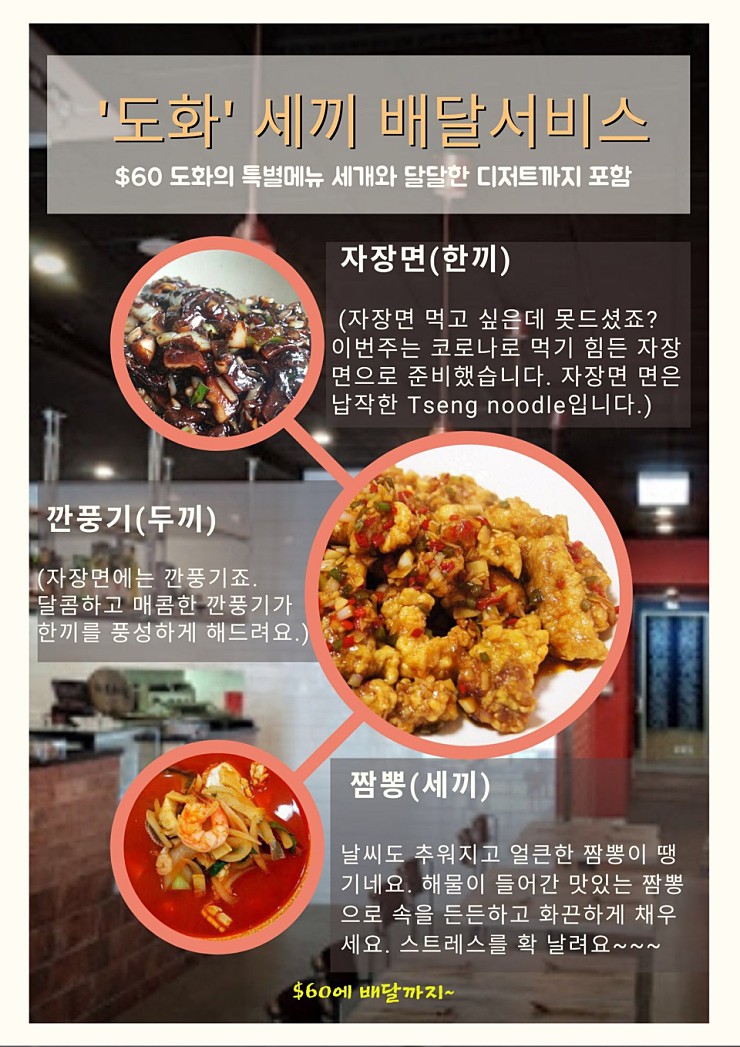 '도화' 세끼 배달서비스
$60 도화의 특별메뉴 세개와 달달한 디저트까지 포함
자장면(한끼)
(자장면 먹고 싶은데 못드셨죠?
이번주는 코로나로 먹기 힘든 자장
면으로 준비했습니다. 자장면 면은
납작한 Tseng noodle입니다.)
깐풍기(두끼)
(자장면에는 깐풍기죠.
달콤하고 매콤한 깐풍기가
한끼를 풍성하게 해드려요.)
짬뽕(세끼)
날씨도 추워지고 얼큰한 짬뽕이 땡
기네요. 해물이 들어간 맛있는 짬뽕
으로 속을 든든하고 화끈하게 채우
세요. 스트레스를 확 날려요~~~
$60에 배달까지~